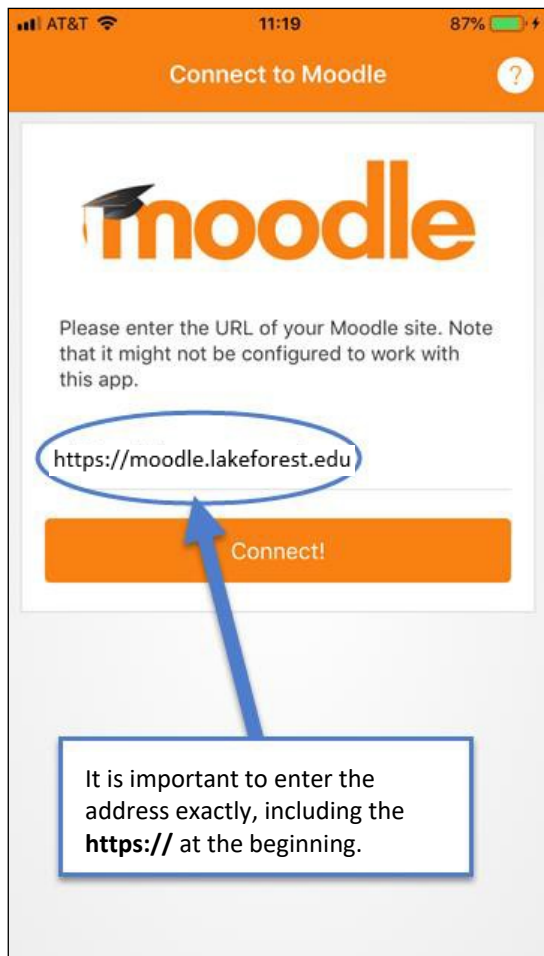 AT&T 11:19 87%
Connect to Moodle ?
moodle
Please enter the URL of your Moodle site. Note
that it might not be configured to work with
this app.
https://moodle.lakeforest.edu
Connect!
It is important to enter the
address exactly, including the
https:// at the beginning.